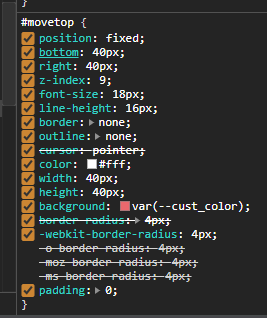 }
#movetop {
position: fixed;
bottom: 40px;
right: 40px;
z-index: 9;
font-size: 18px;
line-height: 16px;
border: none;
outline: none;
cursor: pointer;
color: #fff;
width: 40px;
height: 40px;
background: var(--cust_color);
border-radius: 4px;
-webkit-border-radius: 4px;
-o-border-radius: 4px;
-moz-border-radius: 4px;
-ms-border-radius: 4px;
padding: 0;
}